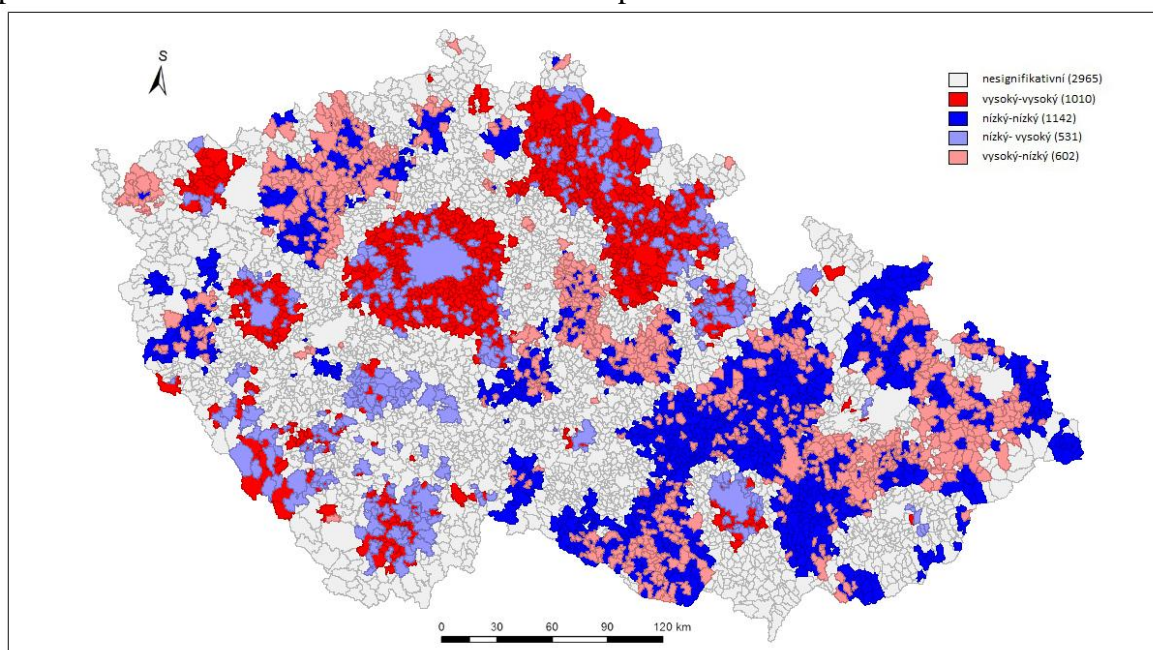 S
nesignifikativní (2965)
vysoký-vysoký (1010)
nízký-nízký (1142)
nízký- vysoký (531)
vysoký-nízký (602)
0 30 60 90 120 km